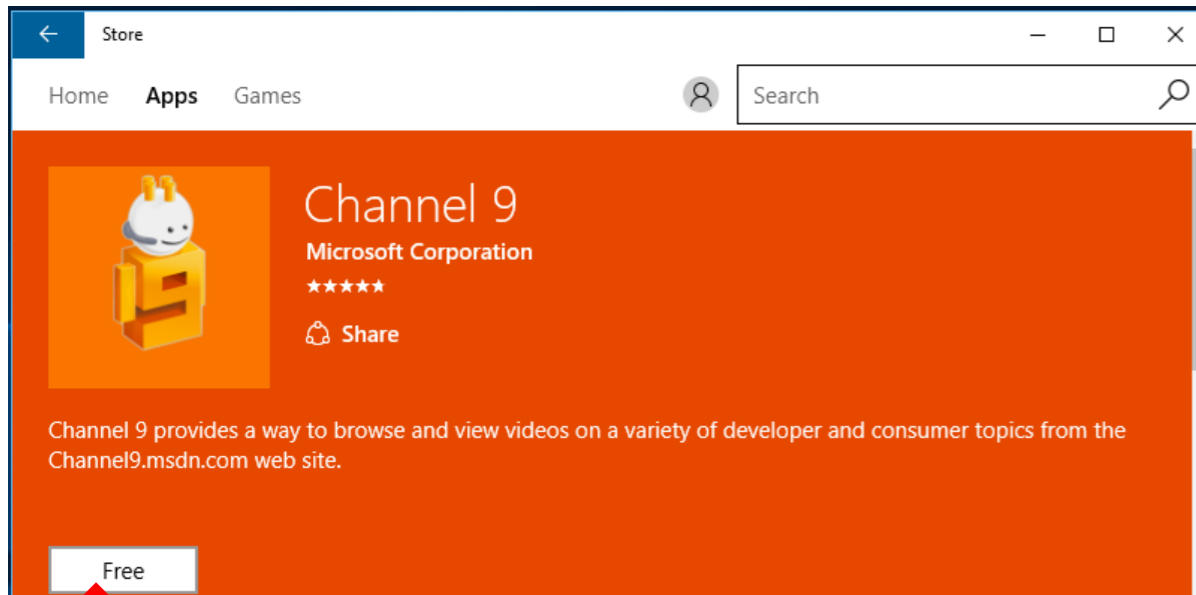 Store
Home Apps Games Search
Channel 9
Microsoft Corporation
Share
Channel 9 provides a way to browse and view videos on a variety of developer and consumer topics from the
Channel9.msdn.com web site.
Free